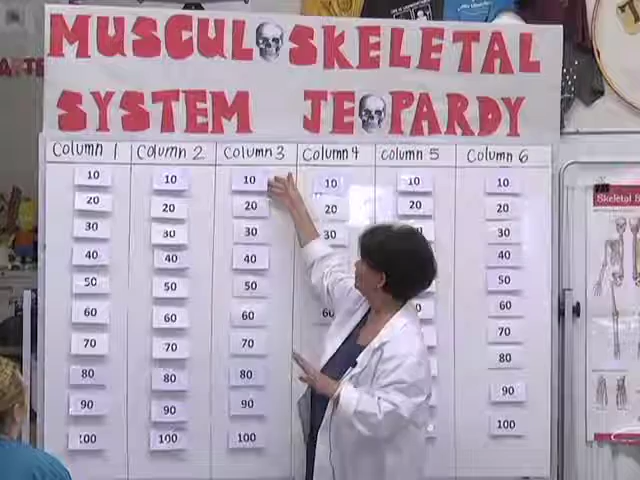 MUSCULOSKELETAL
SYSTEM JEOPARDY
Column 1 Column 2 Column 3 Column 4 Column 5 Column 6
10 10 10 10 10 10
20 20 20 20 20 20
30 30 30 30 30
40 40 40 40
50 50 50 50
60 60 60 60
70 70 70 70
80 80 80 80
90 90 90 90
100 100 100 100
Skeletal S